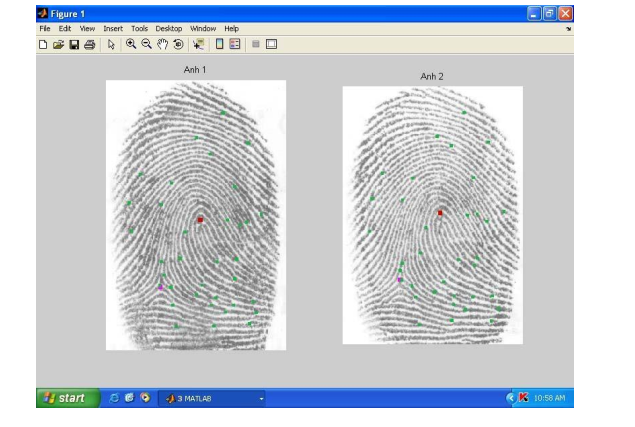 Figure 1
File Edit View Insert Tools Desktop Window Help
Anh 1
Anh 2
start
3 MATLAB
10:58 AM